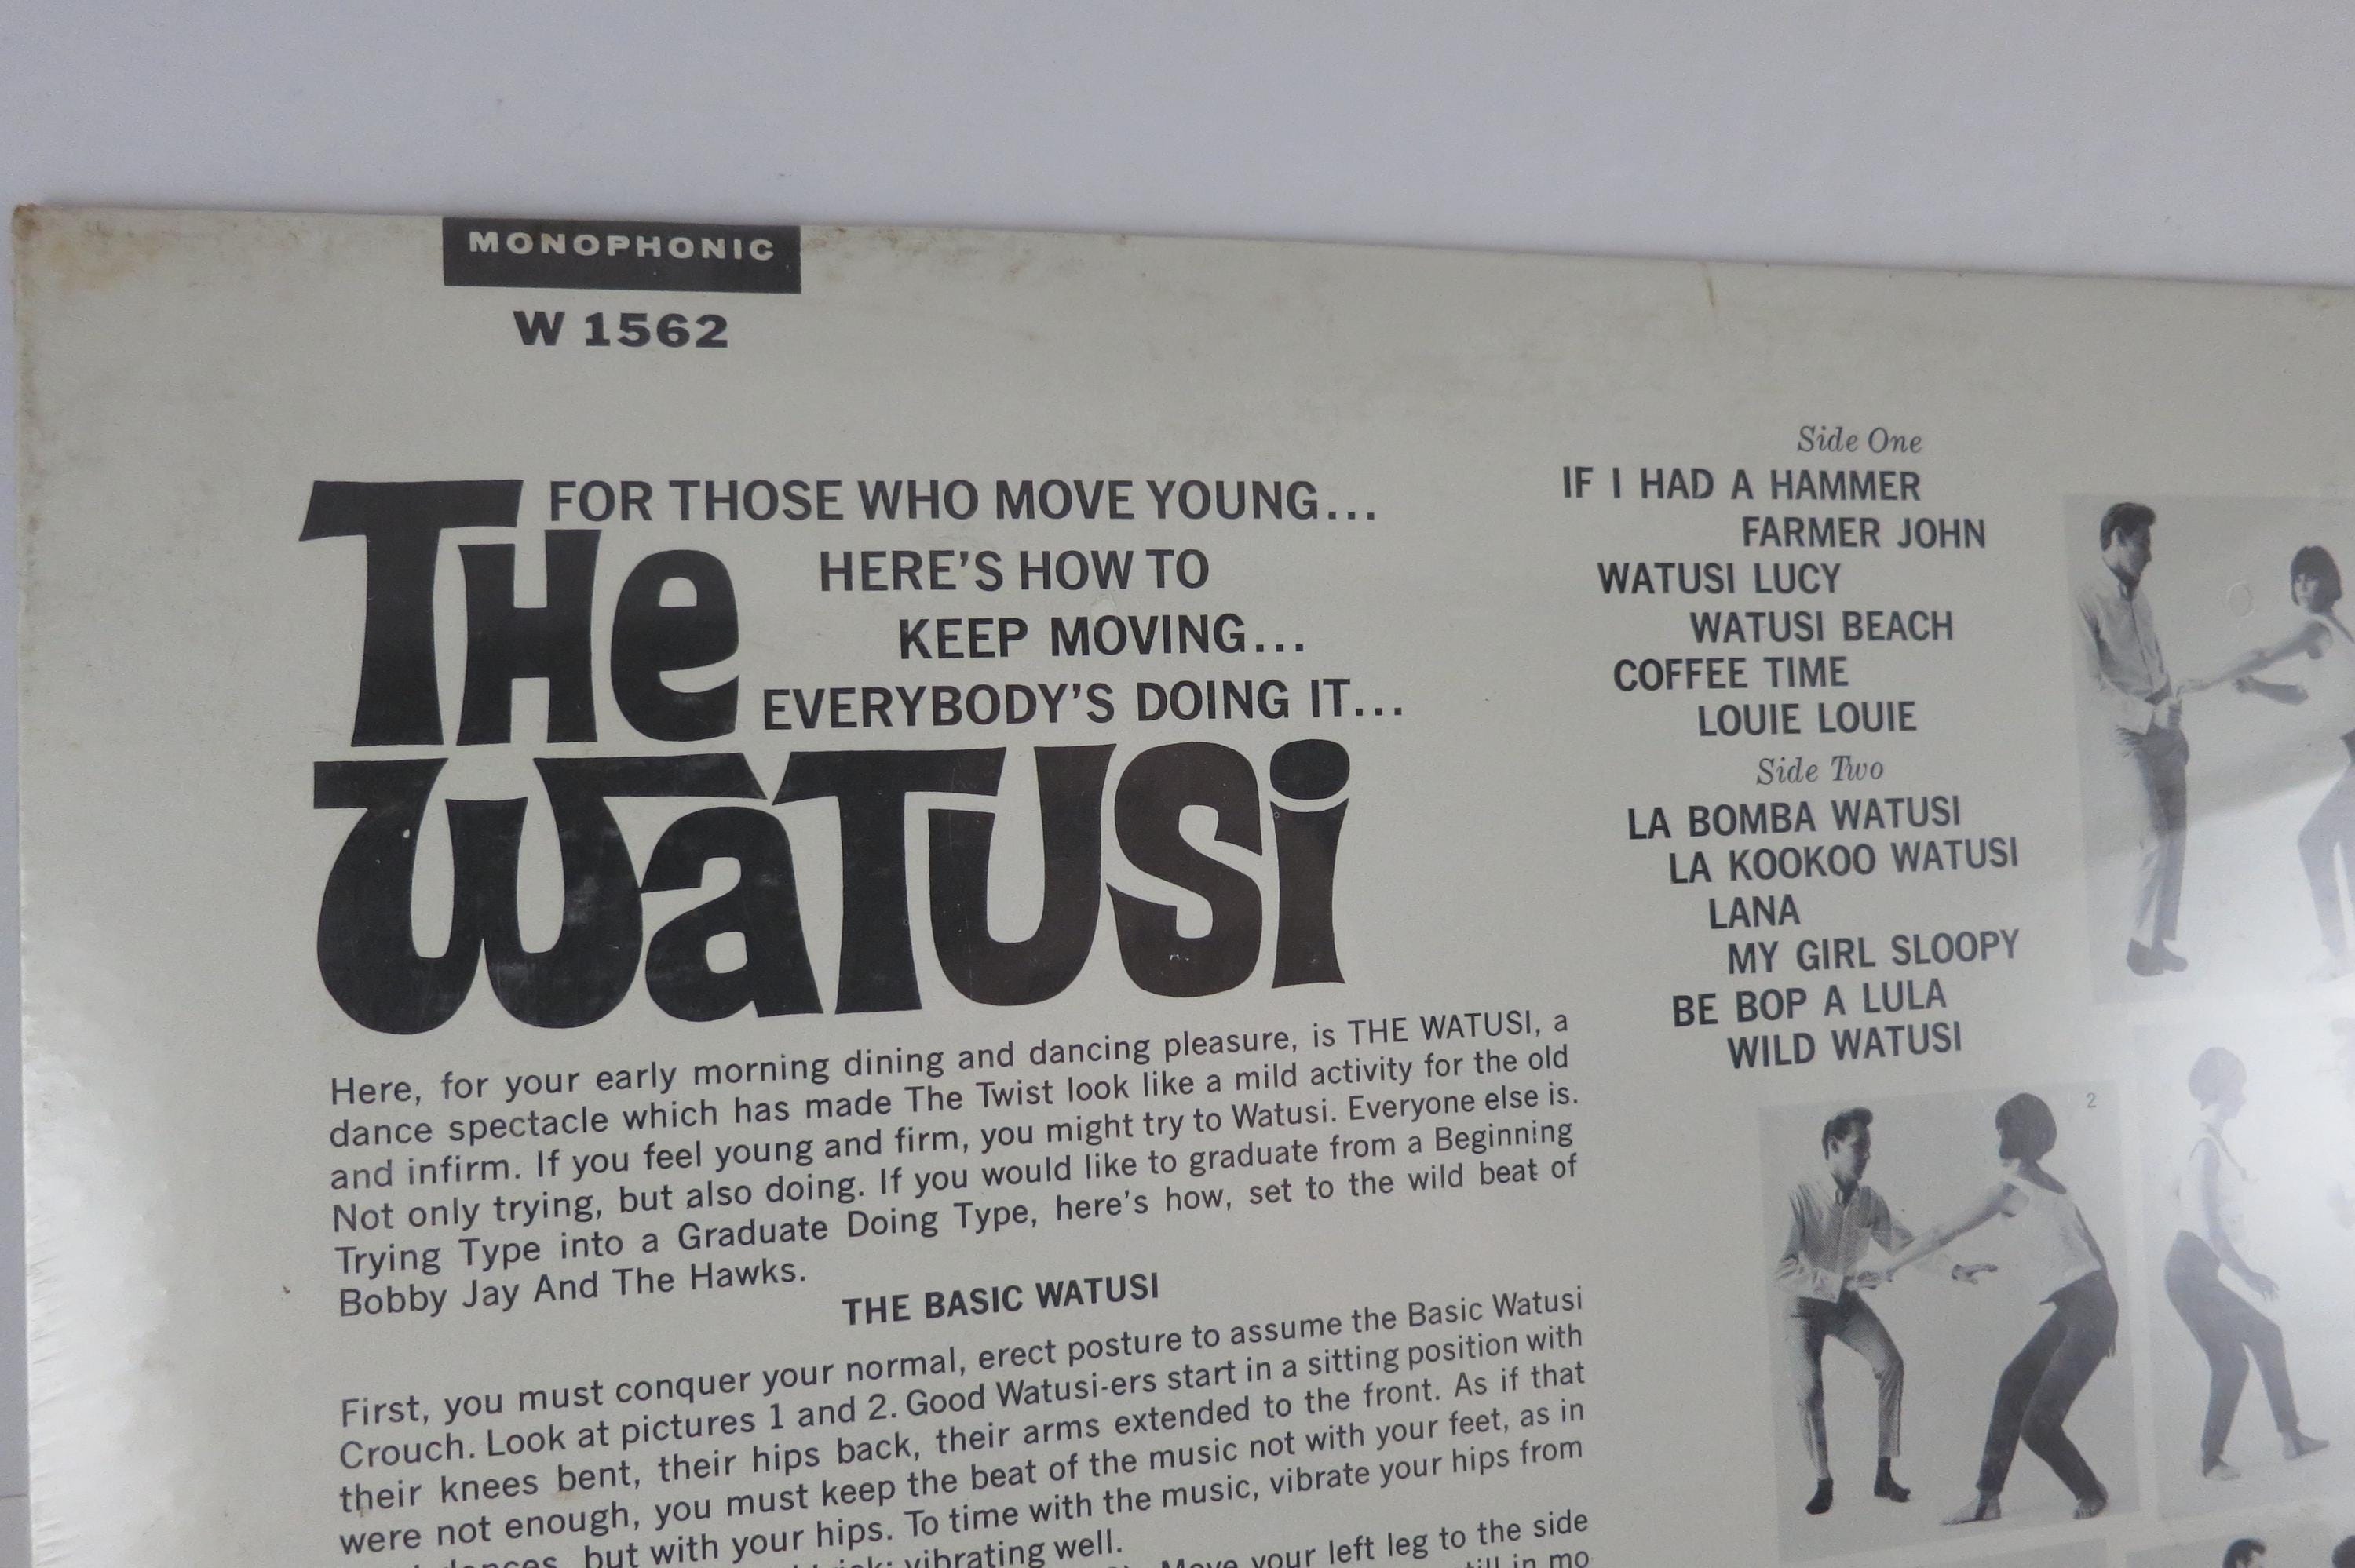 MONOPHONIC
W 1562
FOR THOSE WHO MOVE YOUNG...
HERE'S HOW TO
KEEP MOVING...
EVERYBODY'S DOING IT...
THe
WaTUSi
Here, for your early morning dining and dancing pleasure, is THE WATUSI, a
dance spectacle which has made The Twist look like a mild activity for the old
and infirm. If you feel young and firm, you might try to Watusi. Everyone else is.
Not only trying, but also doing. If you would like to graduate from a Beginning
Trying Type into a Graduate Doing Type, here's how, set to the wild beat of
Bobby Jay And The Hawks.
THE BASIC WATUSI
First, you must conquer your normal, erect posture to assume the Basic Watusi
Crouch. Look at pictures 1 and 2. Good Watusi-ers start in a sitting position with
their knees bent, their hips back, their arms extended to the front. As if that
were not enough, you must keep the beat of the music not with your feet, as in
but with your hips. To time with the music, vibrate your hips from
vibrating well.
Move your left leg to the side
still in mo
Side One
IF I HAD A HAMMER
FARMER JOHN
WATUSI LUCY
WATUSI BEACH
COFFEE TIME
LOUIE LOUIE
Side Two
LA BOMBA WATUSI
LA KOOKOO WATUSI
LANA
MY GIRL SLOOPY
BE BOP A LULA
WILD WATUSI
2